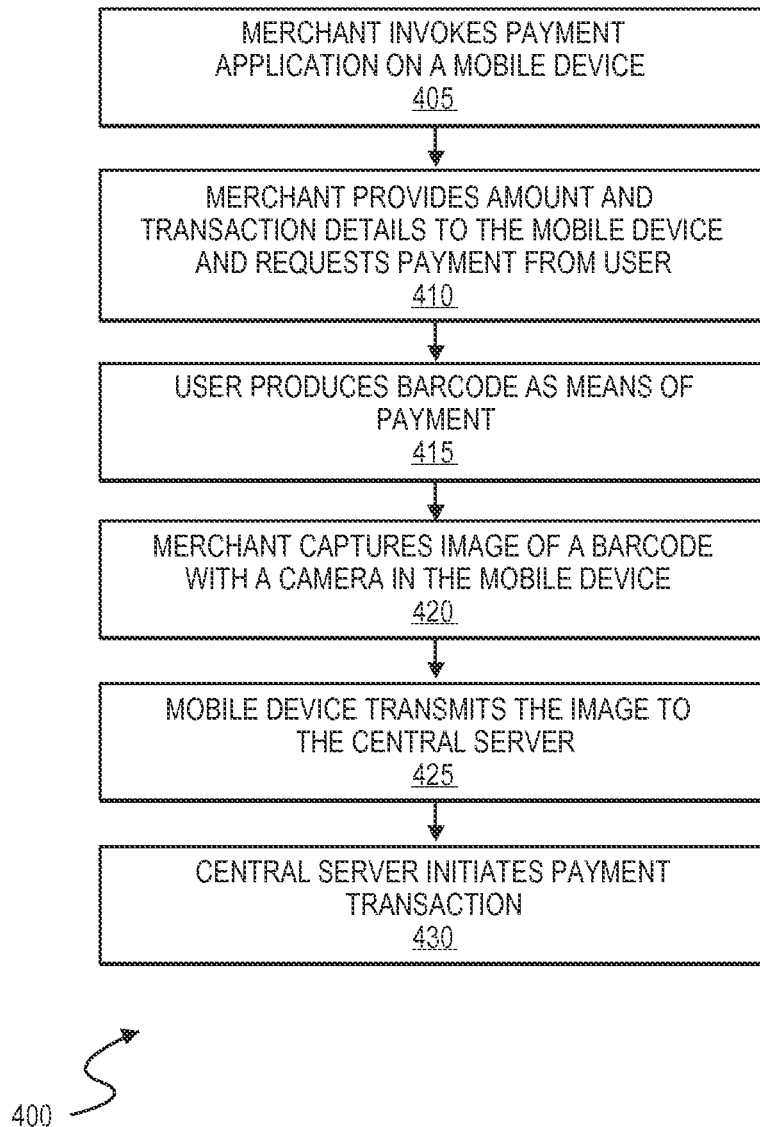 MERCHANT INVOKES PAYMENT
APPLICATION ON A MOBILE DEVICE
405
MERCHANT PROVIDES AMOUNT AND
TRANSACTION DETAILS TO THE MOBILE DEVICE
AND REQUESTS PAYMENT FROM USER
410
USER PRODUCES BARCODE AS MEANS OF
PAYMENT
415
MERCHANT CAPTURES IMAGE OF A BARCODE
WITH A CAMERA IN THE MOBILE DEVICE
420
MOBILE DEVICE TRANSMITS THE IMAGE TO
THE CENTRAL SERVER
425
CENTRAL SERVER INITIATES PAYMENT
TRANSACTION
430
400